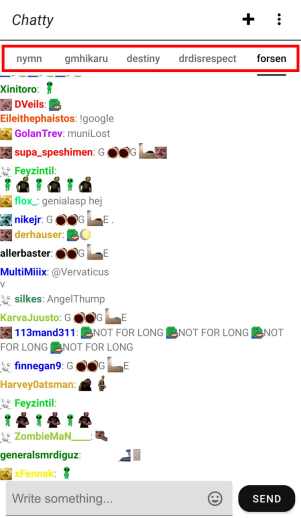 Chatty
nymn gmhikaru destiny drdisrespect forsen
Xinitoro:
DVeils:
Eileithephaistos: !google
GolanTrev: muniLost
supa_speshimen: G G
Feyzintil:
flox_: genialasp hej
nikejr: G G E .
derhauser:
allerbaster: G E
MultiMiiix: @Vervaticus
v
silkes: AngelThump
KarvaJuusto: G G E
113mand311: NOT FOR LONG NOT FOR LONG NOT
FOR LONG NOT FOR LONG
finnegan9: G G E
Harvey0atsman:
Feyzintil:
ZombieMaN____:
generalsmrdiguz:
xFennek:
Write something... SEND